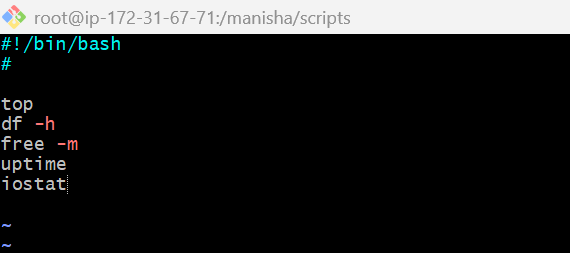 root@ip-172-31-67-71:/manisha/scripts
#!/bin/bash
#
top
df -h
free -m
uptime
iostat
~
~